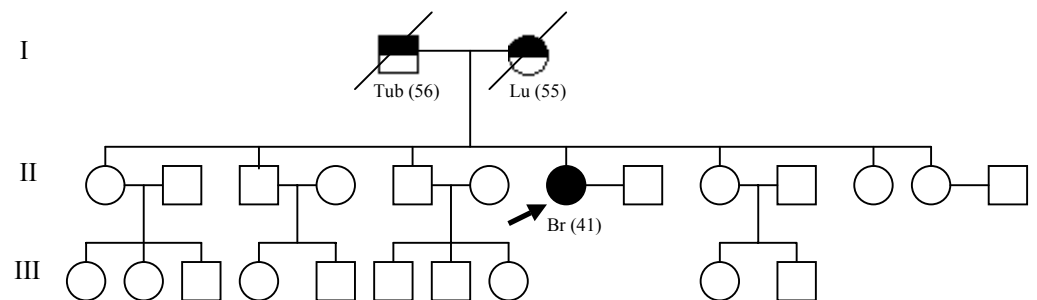 I
Tub (56)
Lu (55)
II
Br (41)
III